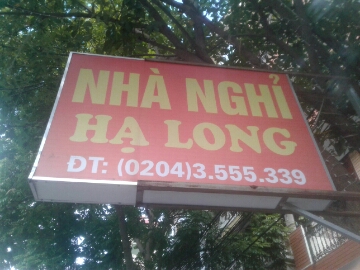 NHÀ NGHỈ
HẠ LONG
ĐT: (0204)3.555.339